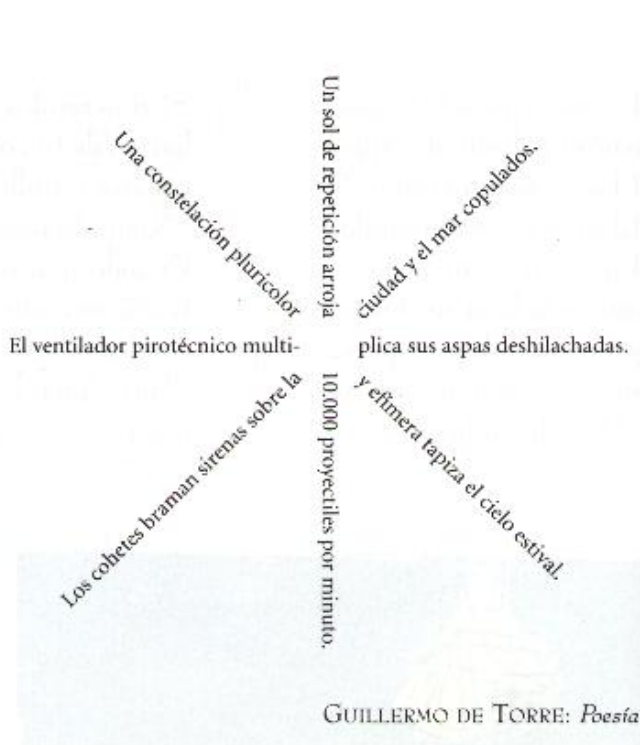 Un sol de repetición arroja
10.000 proyectiles por minuto.
Una constelación pluricolor
y efímera tapiza el cielo estival.
El ventilador pirotécnico multi-
plica sus aspas deshilachadas.
Los cohetes braman sirenas sobre la
ciudad y el mar copulados.
GUILLERMO DE TORRE: Poesía